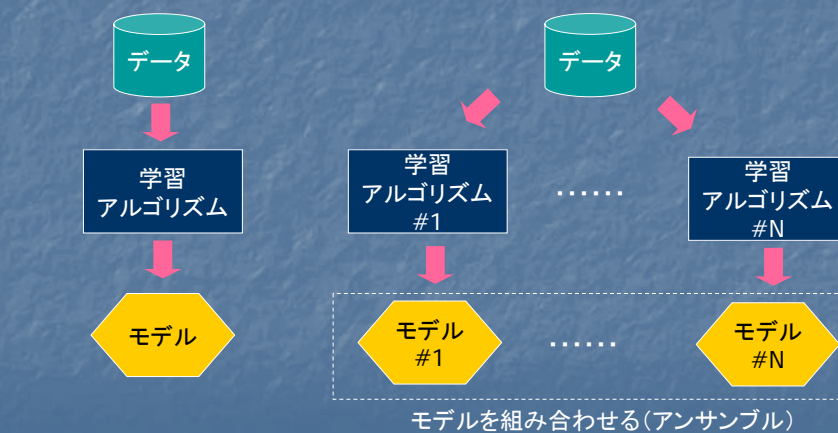 データ
学習
アルゴリズム
モデル
データ
学習
アルゴリズム
#1
······
学習
アルゴリズム
#N
モデル
#1
······
モデル
#N
モデルを組み合わせる(アンサンブル)